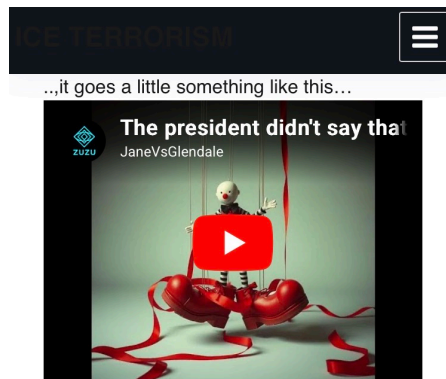 ICE TERRORISM
..,it goes a little something like this…
The president didn't say that
JaneVsGlendale
ZUZU